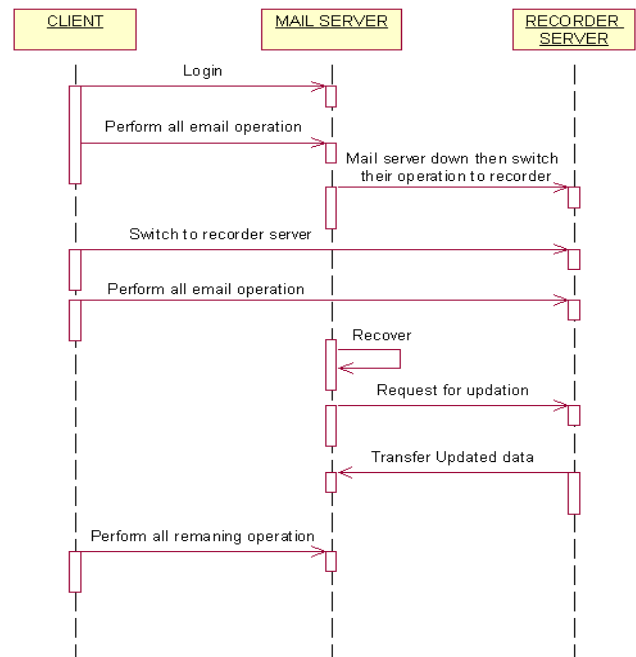 CLIENT
MAIL SERVER
RECORDER
SERVER
Login
Perform all email operation
Mail server down then switch
their operation to recorder
Switch to recorder server
Perform all email operation
Recover
Request for updation
Transfer Updated data
Perform all remaning operation